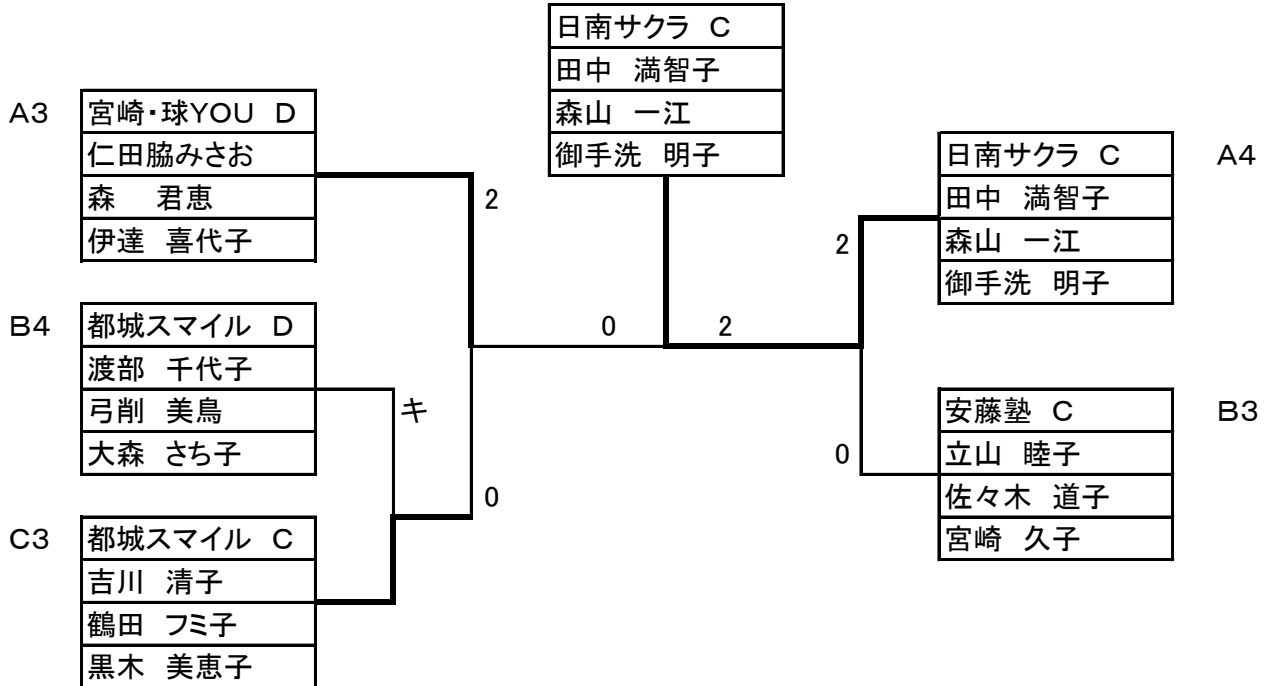 日南サクラ C
田中 満智子
森山 一江
御手洗 明子
A3
宮崎・球YOU D
仁田脇みさお
森 君恵
伊達 喜代子
2
B4
都城スマイル D
渡部 千代子
弓削 美鳥
大森 さち子
キ
0
C3
都城スマイル C
吉川 清子
鶴田 フミ子
黒木 美恵子
0 2
日南サクラ C
A4
田中 満智子
森山 一江
御手洗 明子
2
安藤塾 C
B3
立山 睦子
佐々木 道子
宮崎 久子
0